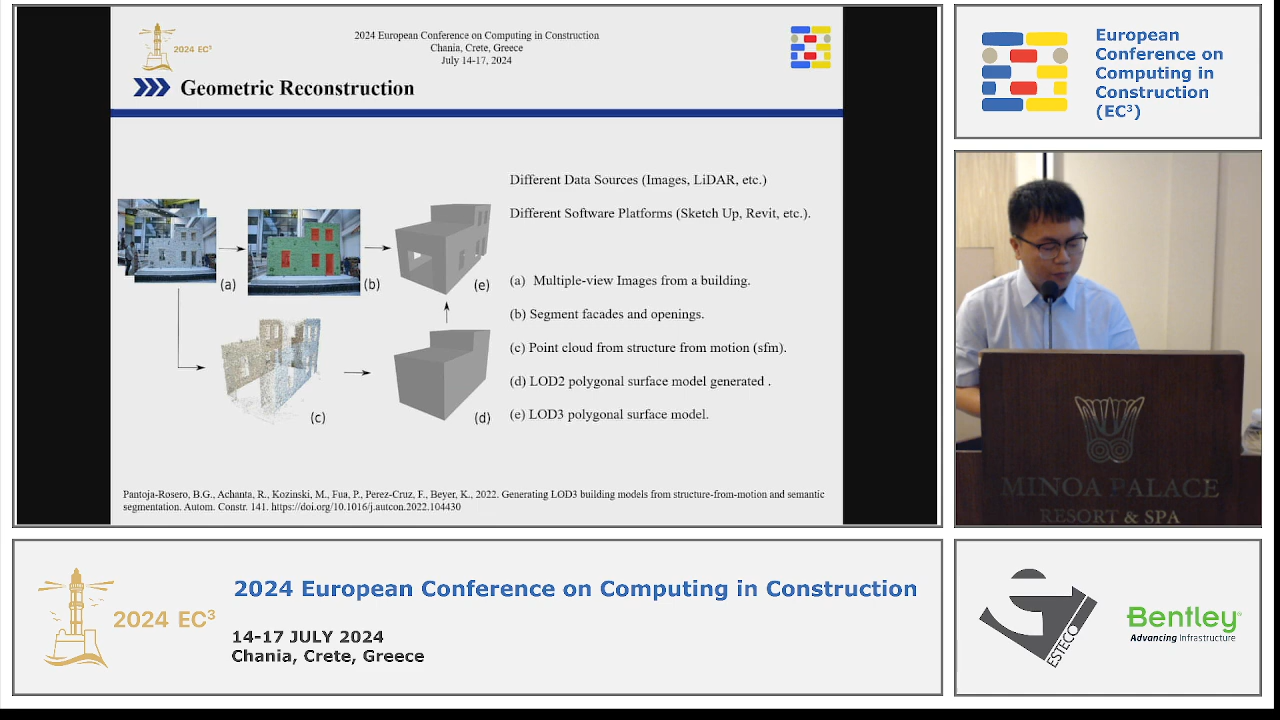 2024 EC³
2024 European Conference on Computing in Construction
Chania, Crete, Greece
July 14-17, 2024
Geometric Reconstruction
Different Data Sources (Images, LiDAR, etc.)
Different Software Platforms (Sketch Up, Revit, etc.).
(a)
(b)
(e)
(c)
(d)
(a) Multiple-view Images from a building.
(b) Segment facades and openings.
(c) Point cloud from structure from motion (sfm).
(d) LOD2 polygonal surface model generated .
(e) LOD3 polygonal surface model.
Pantoja-Rosero, B.G., Achanta, R., Kozinski, M., Fua, P., Perez-Cruz, F., Beyer, K., 2022. Generating LOD3 building models from structure-from-motion and semantic
segmentation. Autom. Constr. 141. https://doi.org/10.1016/j.autcon.2022.104430
European
Conference on
Computing in
Construction
(EC³)
MINOA PALACE
RESORT & SPA
2024 EC³
2024 European Conference on Computing in Construction
14-17 JULY 2024
Chania, Crete, Greece
ESTECO
Bentley
Advancing Infrastructure